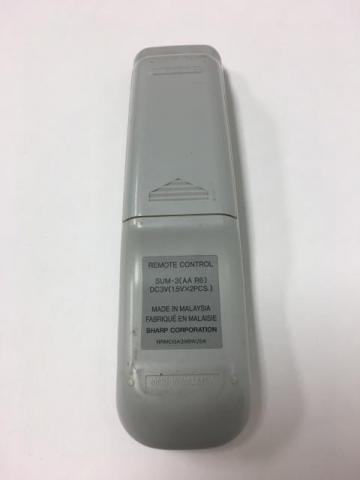 REMOTE CONTROL
SUM-3(AA R6)
DC3V(1.5V×2PCS.)
MADE IN MALAYSIA
FABRIQUÉ EN MALAISIE
SHARP CORPORATION